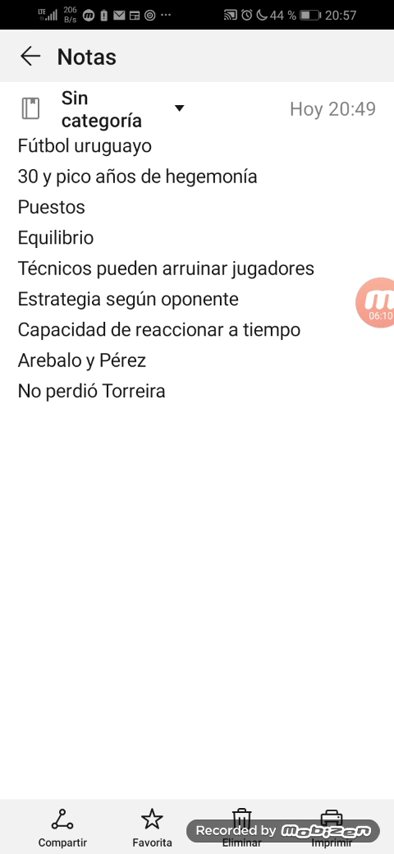 LTE 206 B/s 44 % 20:57
Notas
Sin categoría
Hoy 20:49
Fútbol uruguayo
30 y pico años de hegemonía
Puestos
Equilibrio
Técnicos pueden arruinar jugadores
Estrategia según oponente
Capacidad de reaccionar a tiempo
Arebalo y Pérez
No perdió Torreira
06:10
Compartir Favorita Eliminar Imprimir
Recorded by mobizen